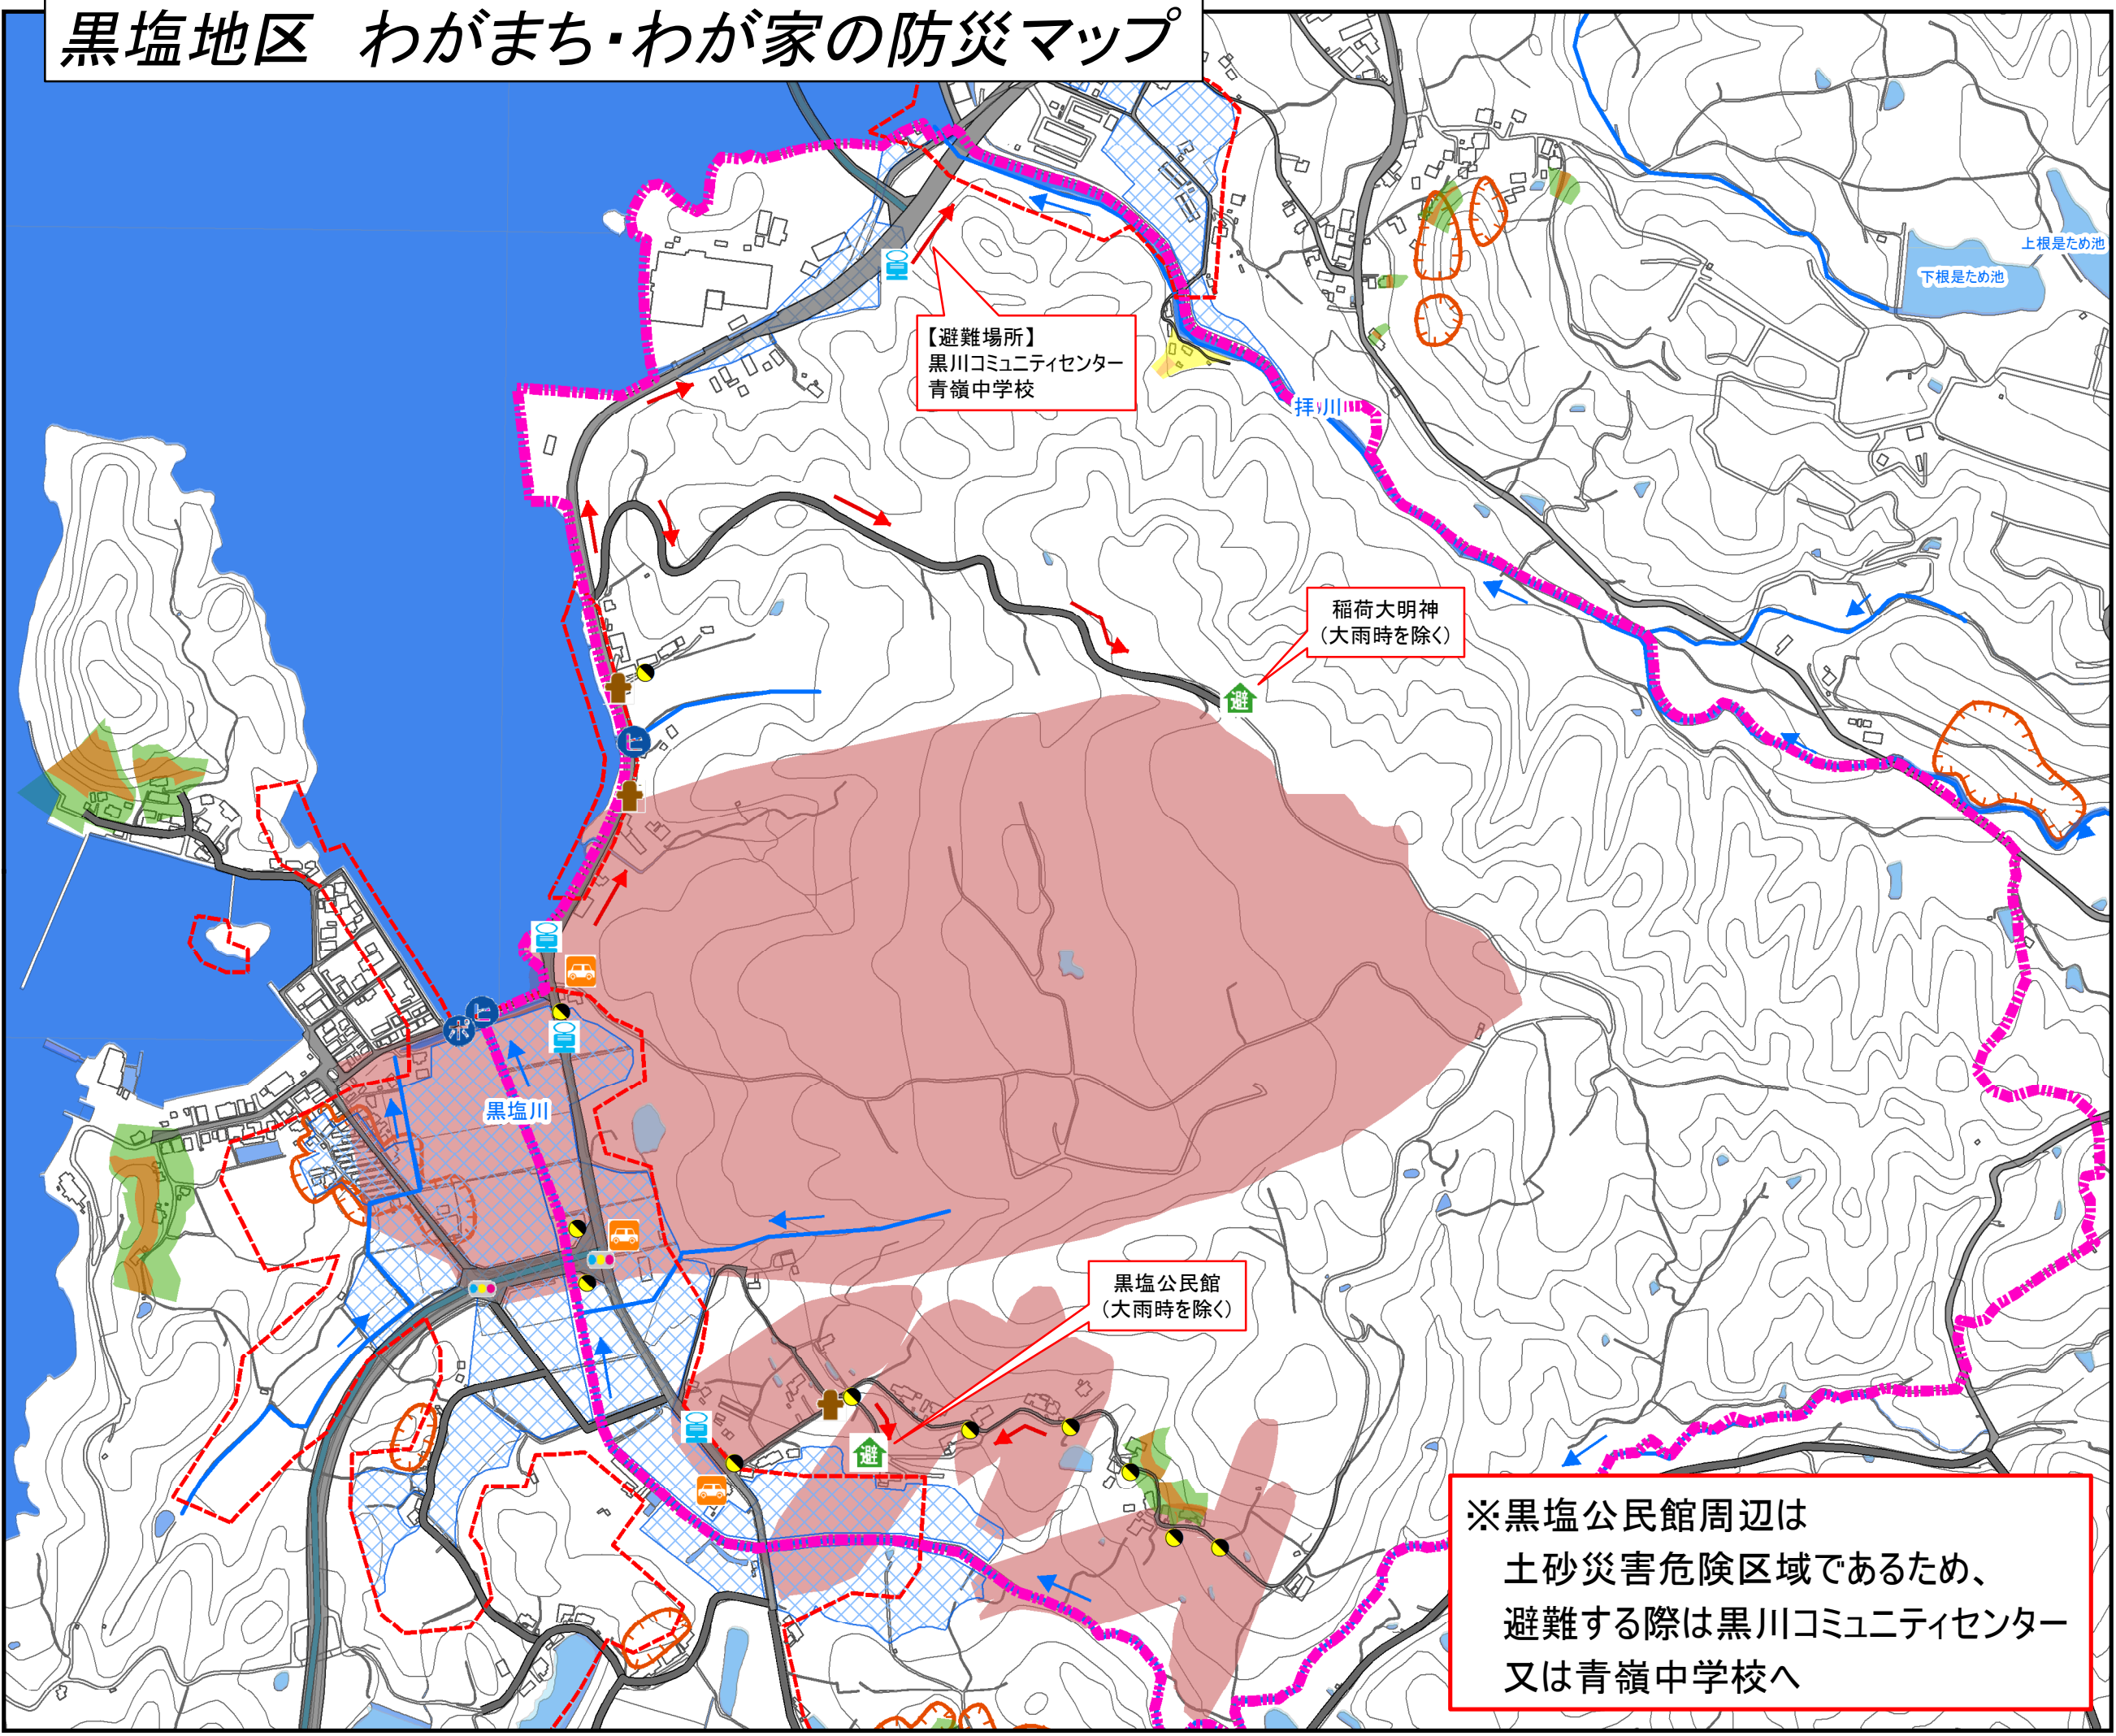 黒塩地区　わがまち・わが家の防災マップ
上根是ため池
下根是ため池
【避難場所】
黒川コミュニティセンター
青嶺中学校
拝川
稲荷大明神
（大雨時を除く）
避
ヒ
ヒ
ポ
黒塩川
黒塩公民館
（大雨時を除く）
避
※黒塩公民館周辺は
土砂災害危険区域であるため、
避難する際は黒川コミュニティセンター
又は青嶺中学校へ